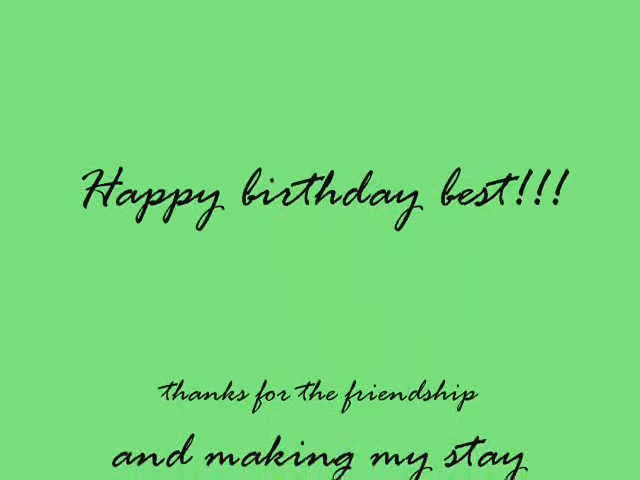 Happy birthday best!!!
thanks for the friendship
and making my stay